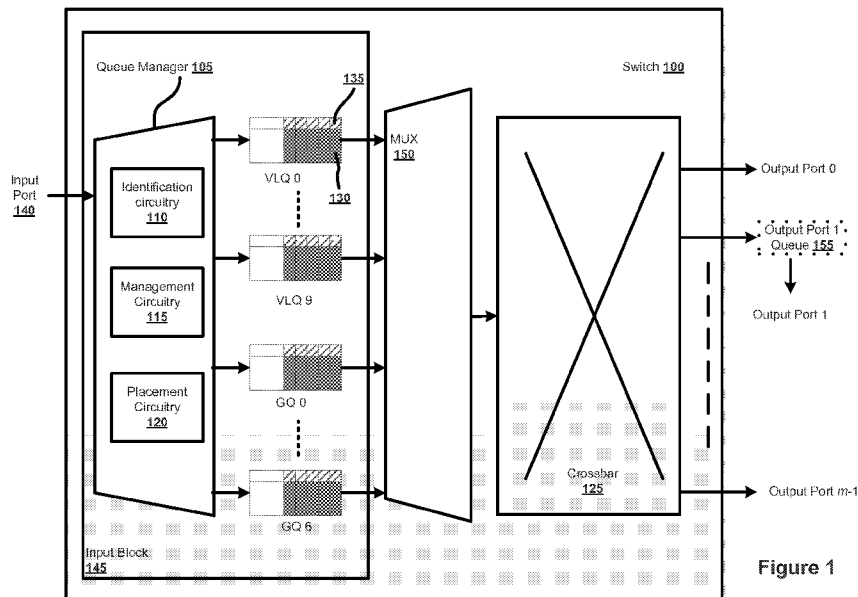 Queue Manager 105
Switch 100
135
130
MUX
150
VLQ 0
Input
Port
140
Identification
circuitry
110
Output Port 0
Output Port 1
Queue 155
Output Port 1
VLQ 9
Management
Circuitry
115
Placement
Circuitry
120
GQ 0
GQ 6
Crossbar
125
Output Port m-1
Input Block
145
Figure 1